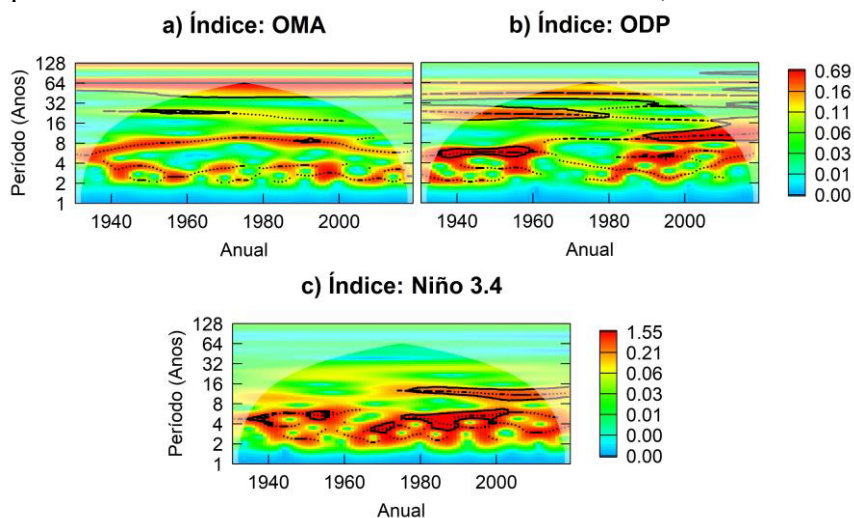 a) Índice: OMA
b) Índice: ODP
Período (Anos)
128
64
32
16
8
4
2
1
1940 1960 1980 2000
Anual
1940 1960 1980 2000
Anual
0.69
0.16
0.11
0.06
0.03
0.01
0.00
c) Índice: Niño 3.4
Período (Anos)
128
64
32
16
8
4
2
1
1940 1960 1980 2000
Anual
1.55
0.21
0.06
0.03
0.01
0.00
0.00